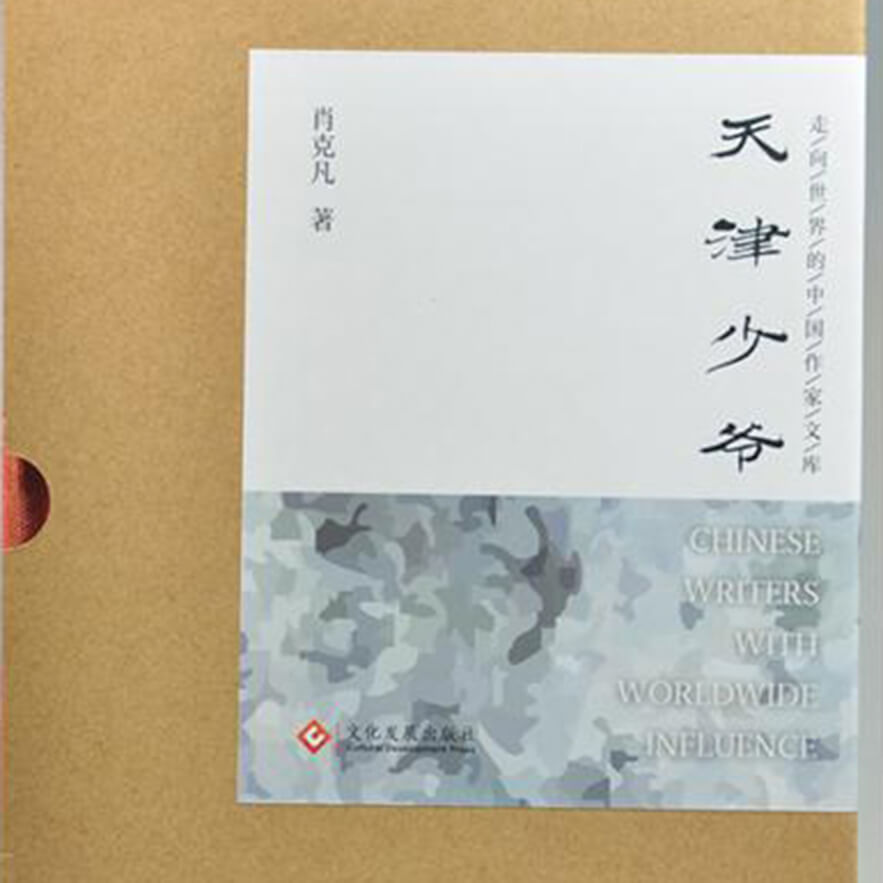 走/向/世/界/的/中/国/作/家/文/库
天津少爷
肖克凡 著
CHINESE
WRITERS
WITH
WORLDWIDE
INFLUENCE
文化发展出版社
Cultural Development Press